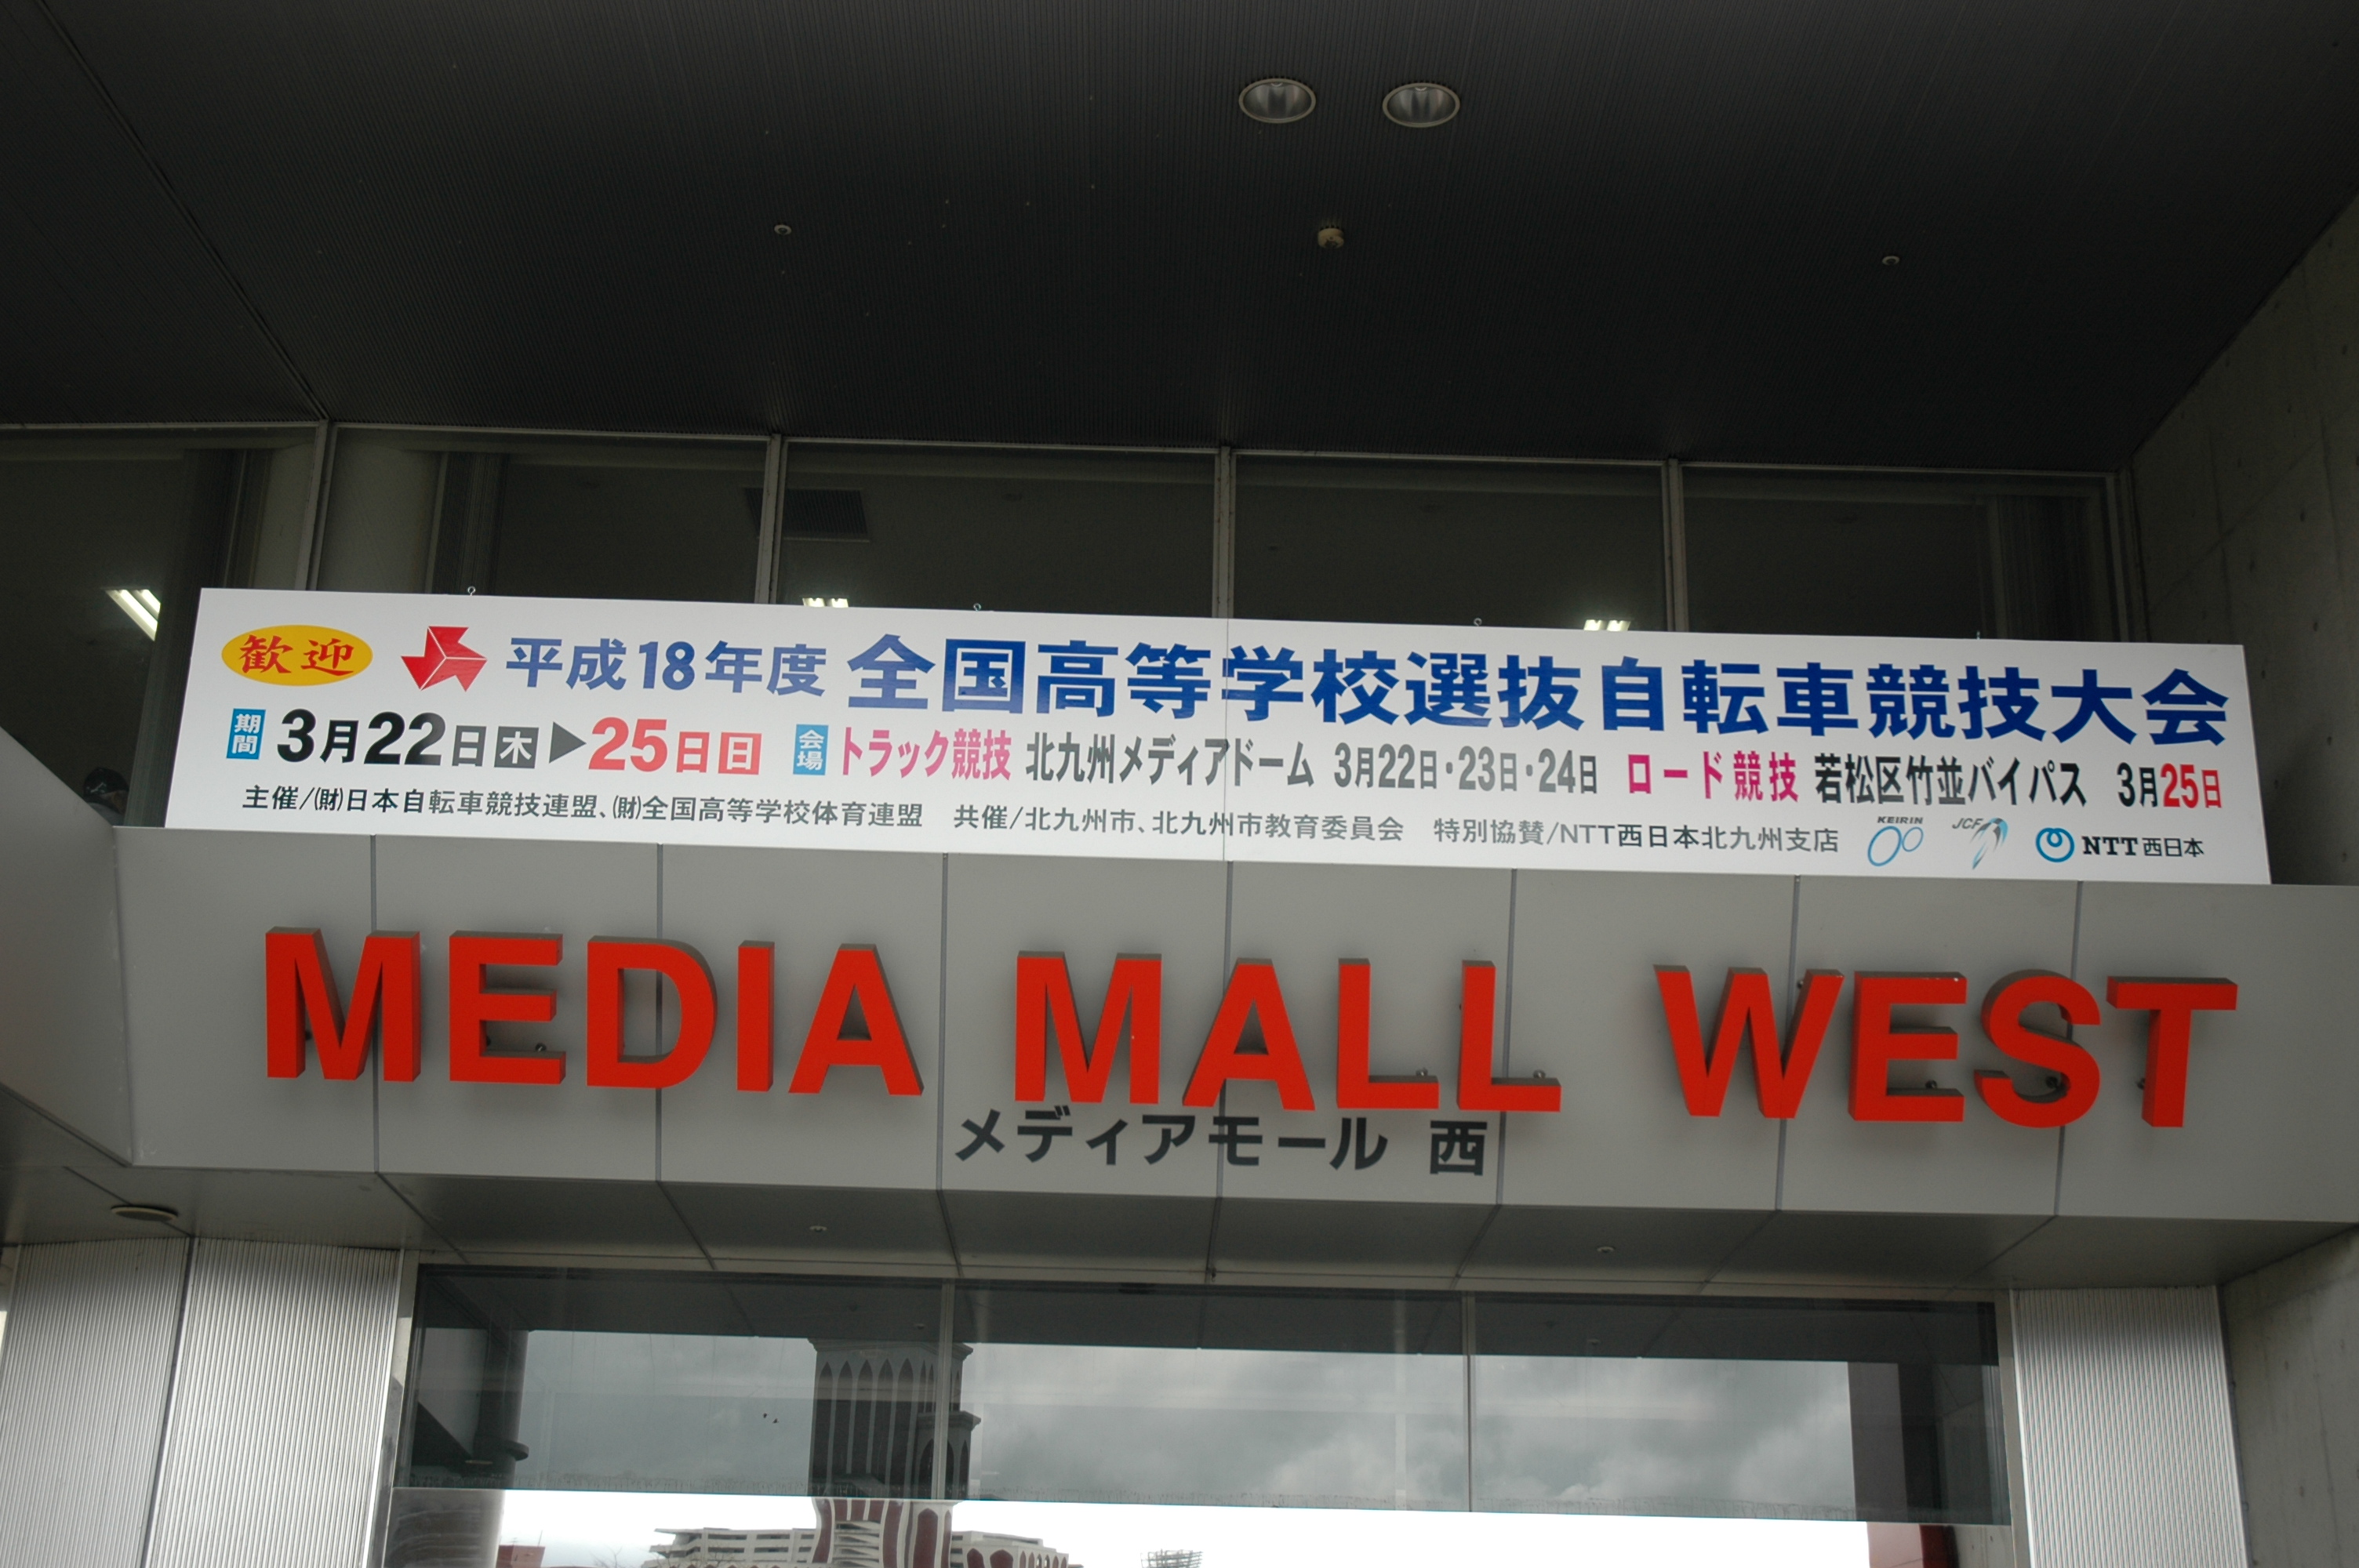 歓迎 平成18年度 全国高等学校選抜自転車競技大会
期間 3月22日木▶25日日 会場 トラック競技 北九州メディアドーム 3月22日・23日・24日 ロード競技 若松区竹並バイパス 3月25日
主催/㈶日本自転車競技連盟、㈶全国高等学校体育連盟 共催/北九州市、北九州市教育委員会 特別協賛/NTT西日本北九州支店 KEIRIN JCF NTT西日本
MEDIA MALL WEST
メディアモール 西